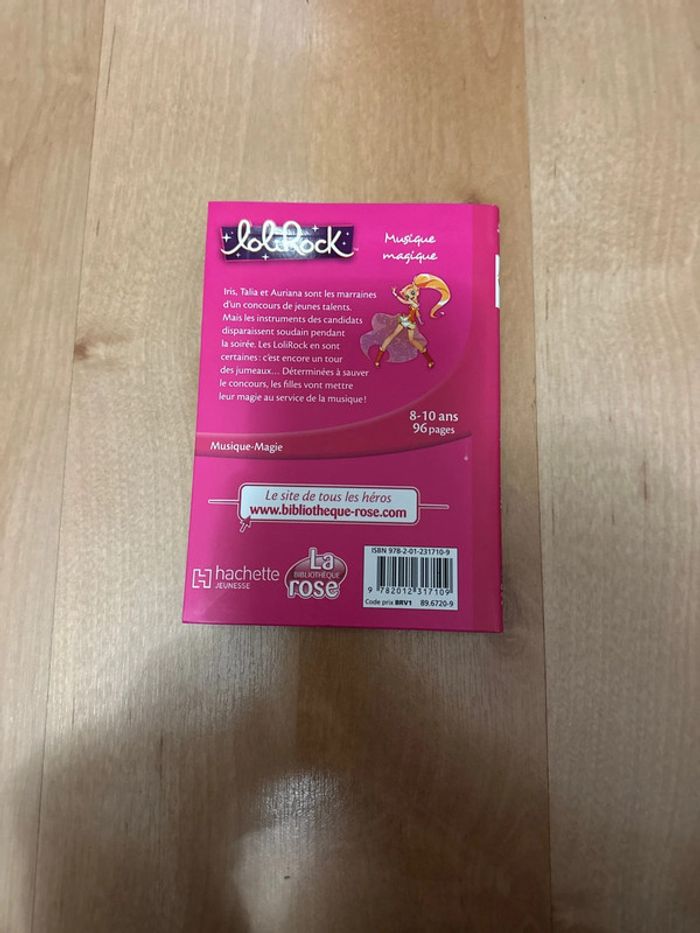 LoliRock™
Musique
magique
Iris, Talia et Auriana sont les marraines
d'un concours de jeunes talents.
Mais les instruments des candidats
disparaissent soudain pendant
la soirée. Les LoliRock en sont
certaines : c'est encore un tour
des jumeaux... Déterminées à sauver
le concours, les filles vont mettre
leur magie au service de la musique !
8-10 ans
96 pages
Musique-Magie
Le site de tous les héros
www.bibliotheque-rose.com
hachette
JEUNESSE
La
BIBLIOTHÈQUE
rose
ISBN 978-2-01-231710-9
9 782012 317109
Code prix BRV1 89.6720-9